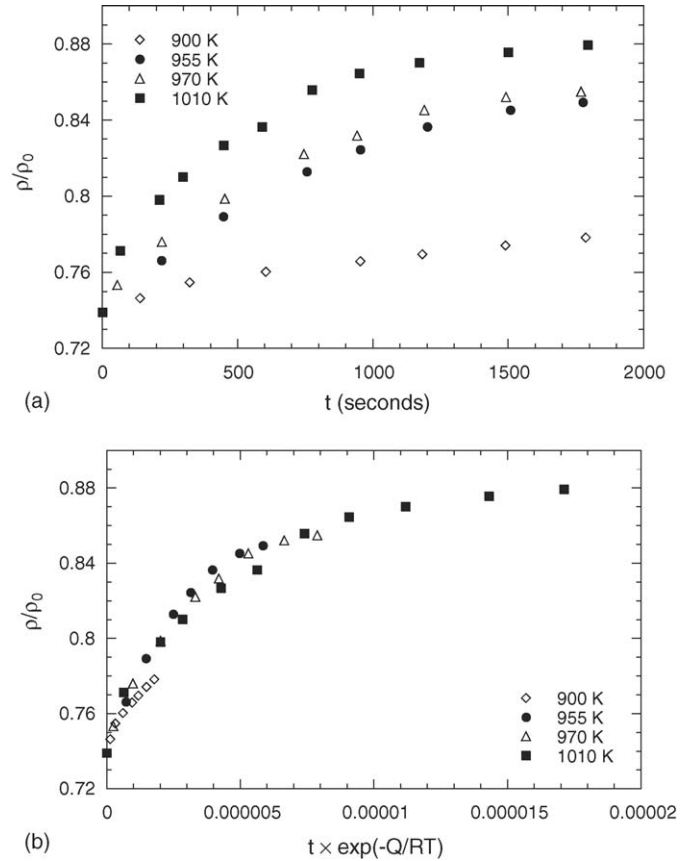 0.88
0.84
0.8
0.76
0.72
ρ/ρ₀
900 K
955 K
970 K
1010 K
0 500 1000 1500 2000
t (seconds)
(a)
0.88
0.84
0.8
0.76
0.72
ρ/ρ₀
900 K
955 K
970 K
1010 K
0 0.000005 0.00001 0.000015 0.00002
t × exp(-Q/RT)
(b)